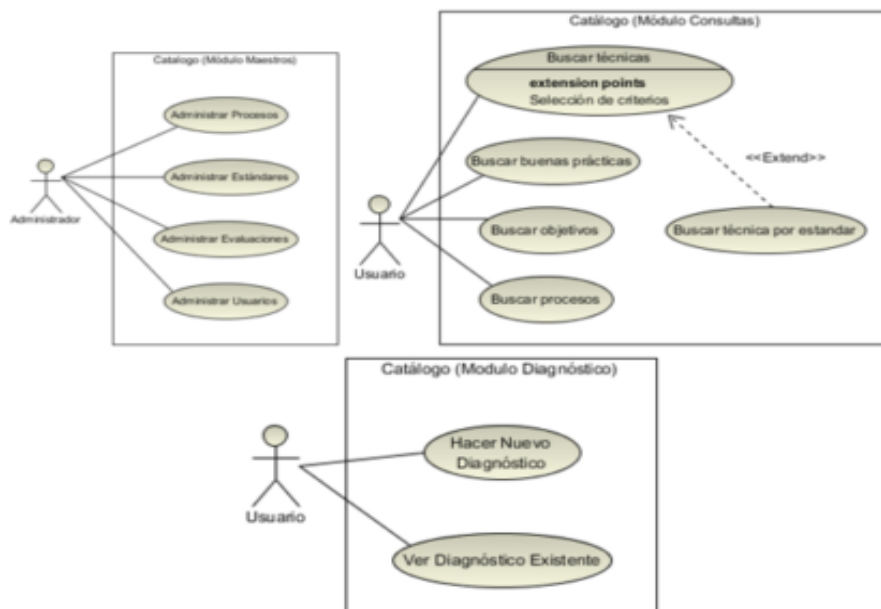 Catalogo (Módulo Maestros)
Administrar Procesos
Administrar Estándares
Administrar Evaluaciones
Administrar Usuarios
Administrador
Catálogo (Módulo Consultas)
Buscar técnicas
extension points
Selección de criterios
<<Extend>>
Buscar buenas prácticas
Buscar objetivos
Buscar técnica por estandar
Buscar procesos
Usuario
Catálogo (Modulo Diagnóstico)
Hacer Nuevo
Diagnóstico
Ver Diagnóstico Existente
Usuario